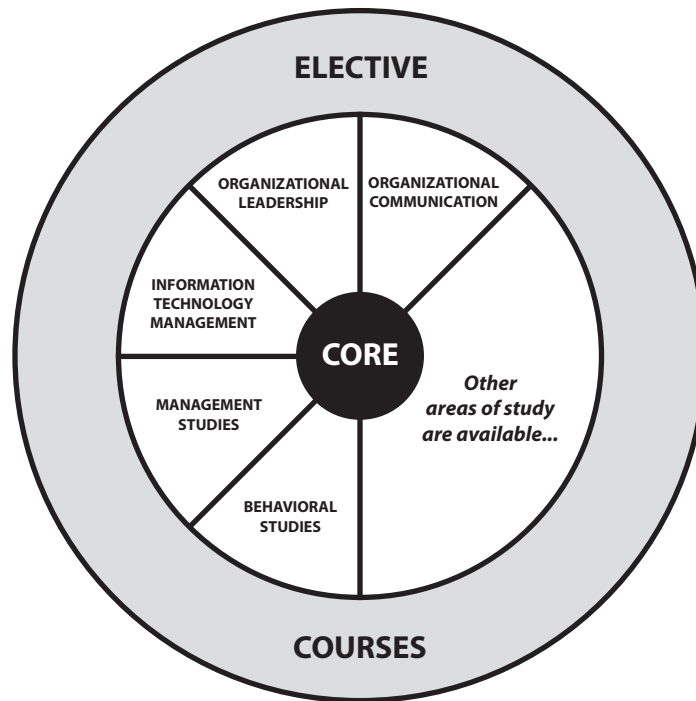 ELECTIVE
ORGANIZATIONAL
LEADERSHIP
ORGANIZATIONAL
COMMUNICATION
INFORMATION
TECHNOLOGY
MANAGEMENT
CORE
Other
areas of study
are available...
MANAGEMENT
STUDIES
BEHAVIORAL
STUDIES
COURSES